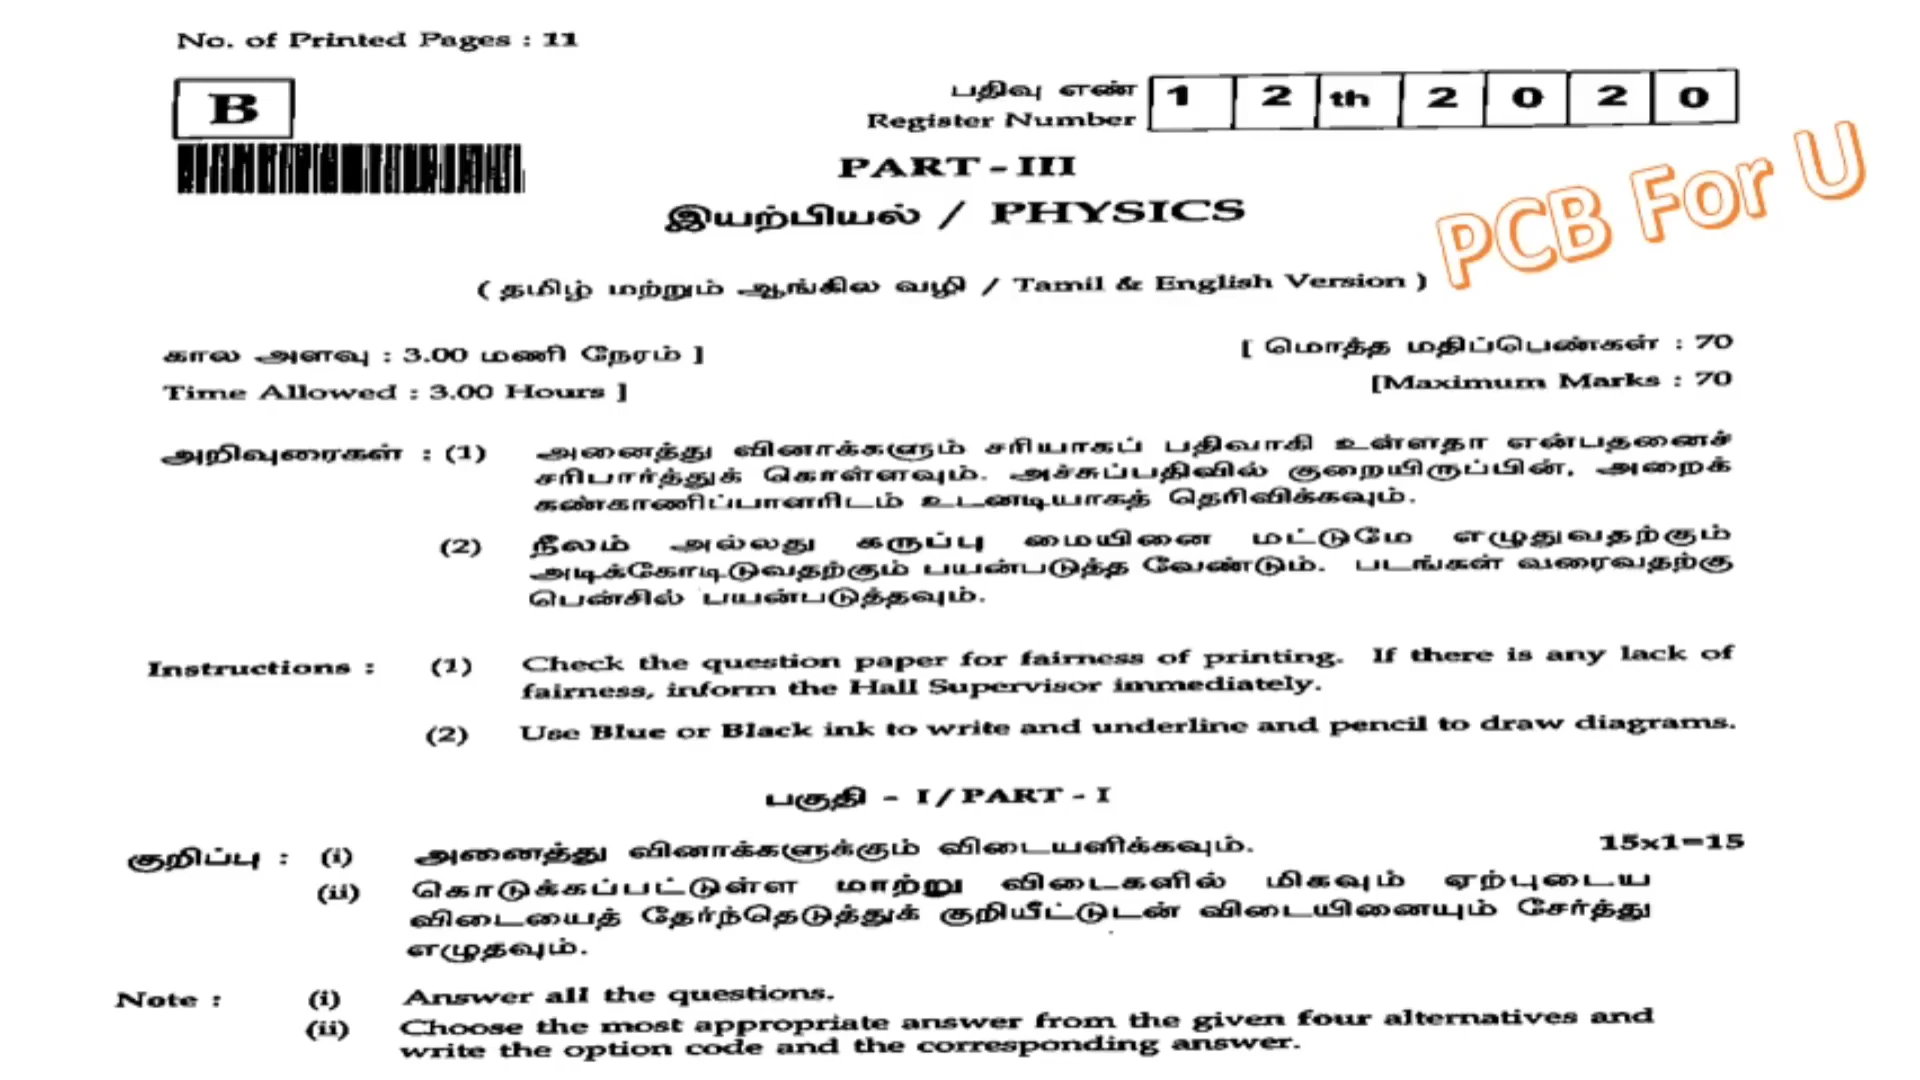 No. of Printed Pages : 11
B
பதிவு எண்
Register Number
1 2 th 2 0 2 0
PART - III
இயற்பியல் / PHYSICS
PCB For U
( தமிழ் மற்றும் ஆங்கில வழி / Tamil & English Version )
கால அளவு : 3.00 மணி நேரம் ]
[ மொத்த மதிப்பெண்கள் : 70
Time Allowed : 3.00 Hours ]
[Maximum Marks : 70
அறிவுரைகள் : (1) அனைத்து வினாக்களும் சரியாகப் பதிவாகி உள்ளதா என்பதனைச்
சரிபார்த்துக் கொள்ளவும். அச்சுப்பதிவில் குறையிருப்பின், அறைக்
கண்காணிப்பாளரிடம் உடனடியாகத் தெரிவிக்கவும்.
(2) நீலம் அல்லது கருப்பு மையினை மட்டுமே எழுதுவதற்கும்
அடிக்கோடிடுவதற்கும் பயன்படுத்த வேண்டும். படங்கள் வரைவதற்கு
பென்சில் பயன்படுத்தவும்.
Instructions : (1) Check the question paper for fairness of printing. If there is any lack of
fairness, inform the Hall Supervisor immediately.
(2) Use Blue or Black ink to write and underline and pencil to draw diagrams.
பகுதி - I / PART - I
குறிப்பு : (i) அனைத்து வினாக்களுக்கும் விடையளிக்கவும். 15x1=15
(ii) கொடுக்கப்பட்டுள்ள மாற்று விடைகளில் மிகவும் ஏற்புடைய
விடையைத் தேர்ந்தெடுத்துக் குறியீட்டுடன் விடையினையும் சேர்த்து
எழுதவும்.
Note : (i) Answer all the questions.
(ii) Choose the most appropriate answer from the given four alternatives and
write the option code and the corresponding answer.